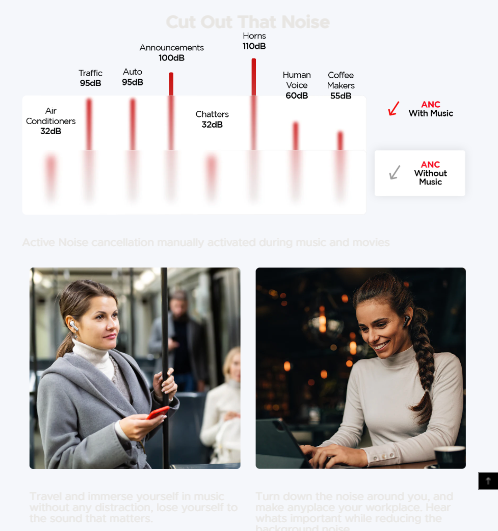 Cut Out That Noise
Horns
110dB
Announcements
100dB
Traffic
95dB
Auto
95dB
Human
Voice
60dB
Coffee
Makers
55dB
Air
Conditioners
32dB
Chatters
32dB
ANC
With Music
ANC
Without
Music
Active Noise cancellation manually activated during music and movies
Travel and immerse yourself in music
without any distraction, lose yourself to
the sound that matters.
Turn down the noise around you, and
make anyplace your workplace. Hear
whats important while reducing the
background noise